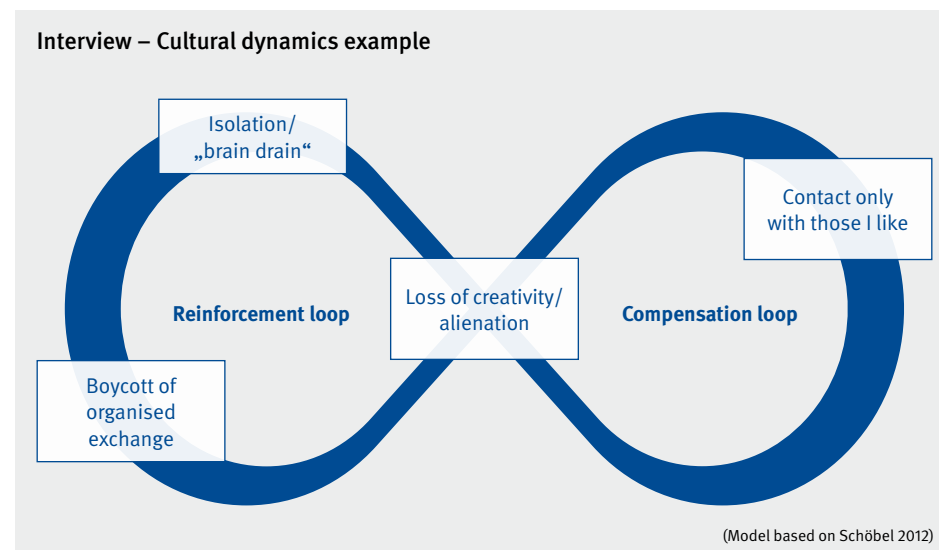 Interview – Cultural dynamics example
Isolation/
„brain drain“
Contact only
with those I like
Loss of creativity/
alienation
Reinforcement loop
Compensation loop
Boycott of
organised
exchange
(Model based on Schöbel 2012)